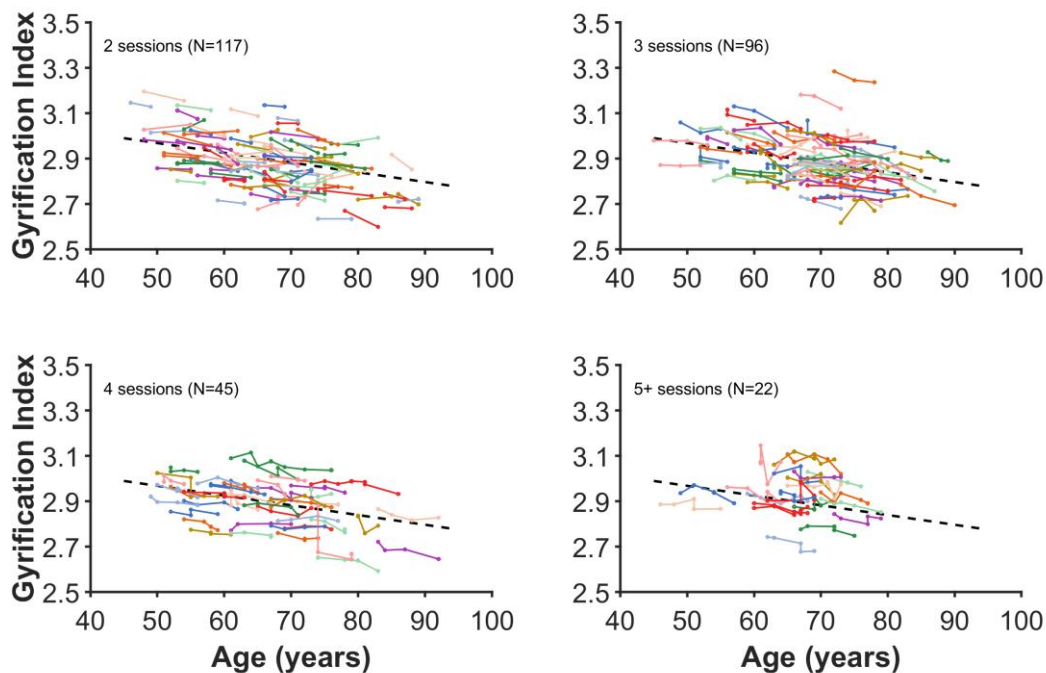 Gyrification Index
3.5
3.3
3.1
2.9
2.7
2.5
2 sessions (N=117)
40 50 60 70 80 90 100
3.5
3.3
3.1
2.9
2.7
2.5
3 sessions (N=96)
40 50 60 70 80 90 100
Gyrification Index
3.5
3.3
3.1
2.9
2.7
2.5
4 sessions (N=45)
40 50 60 70 80 90 100
Age (years)
3.5
3.3
3.1
2.9
2.7
2.5
5+ sessions (N=22)
40 50 60 70 80 90 100
Age (years)